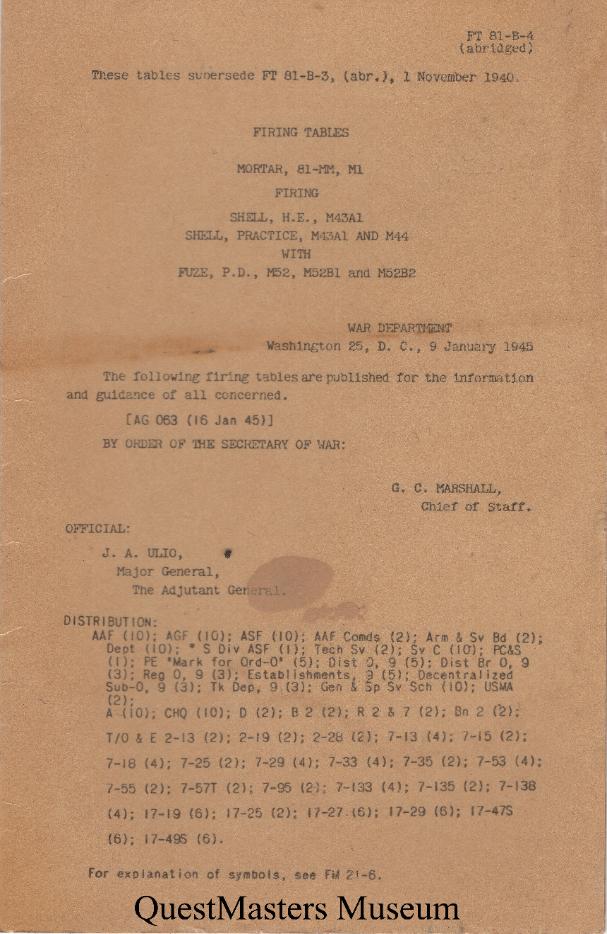 FT 81-B-4
(abridged)
These tables supersede FT 81-B-3, (abr.), 1 November 1940.
FIRING TABLES
MORTAR, 81-MM, M1
FIRING
SHELL, H.E., M43A1
SHELL, PRACTICE, M43A1 AND M44
WITH
FUZE, P.D., M52, M52B1 and M52B2
WAR DEPARTMENT
Washington 25, D. C., 9 January 1945
The following firing tables are published for the information
and guidance of all concerned.
[AG 063 (16 Jan 45)]
BY ORDER OF THE SECRETARY OF WAR:
G. C. MARSHALL,
Chief of Staff.
OFFICIAL:
J. A. ULIO,
Major General,
The Adjutant General.
DISTRIBUTION:
AAF (10); AGF (10); ASF (10); AAF Comds (2); Arm & Sv Bd (2);
Dept (10); * S Div ASF (1); Tech Sv (2); Sv C (10); PC&S
(1); PE "Mark for Ord-O" (5); Dist O, 9 (5); Dist Br O, 9
(3); Reg O, 9 (3); Establishments, 9 (5); Decentralized
Sub-O, 9 (3); Tk Dep, 9 (3); Gen & Sp Sv Sch (10); USMA
(2);
A (10); CHQ (10); D (2); B 2 (2); R 2 & 7 (2); Bn 2 (2);
T/O & E 2-13 (2); 2-19 (2); 2-28 (2); 7-13 (4); 7-15 (2);
7-18 (4); 7-25 (2); 7-29 (4); 7-33 (4); 7-35 (2); 7-53 (4);
7-55 (2); 7-57T (2); 7-95 (2); 7-133 (4); 7-135 (2); 7-138
(4); 17-19 (6); 17-25 (2); 17-27 (6); 17-29 (6); 17-47S
(6); 17-49S (6).
For explanation of symbols, see FM 21-6.
QuestMasters Museum